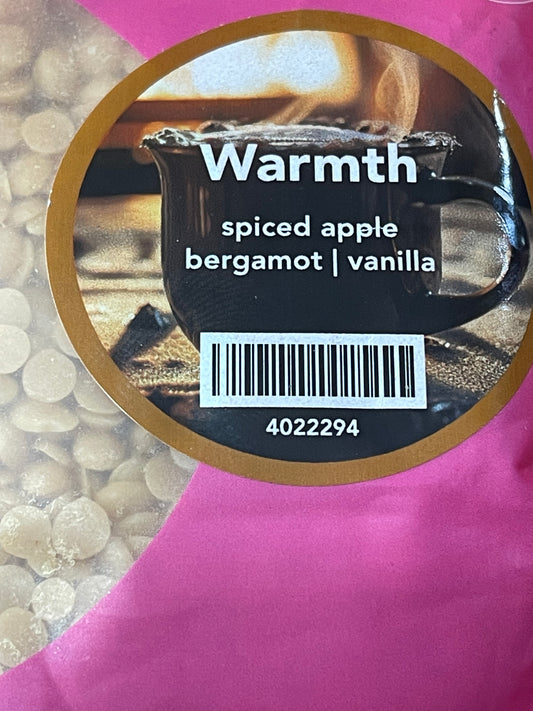 Warmth
spiced apple
bergamot | vanilla
4022294